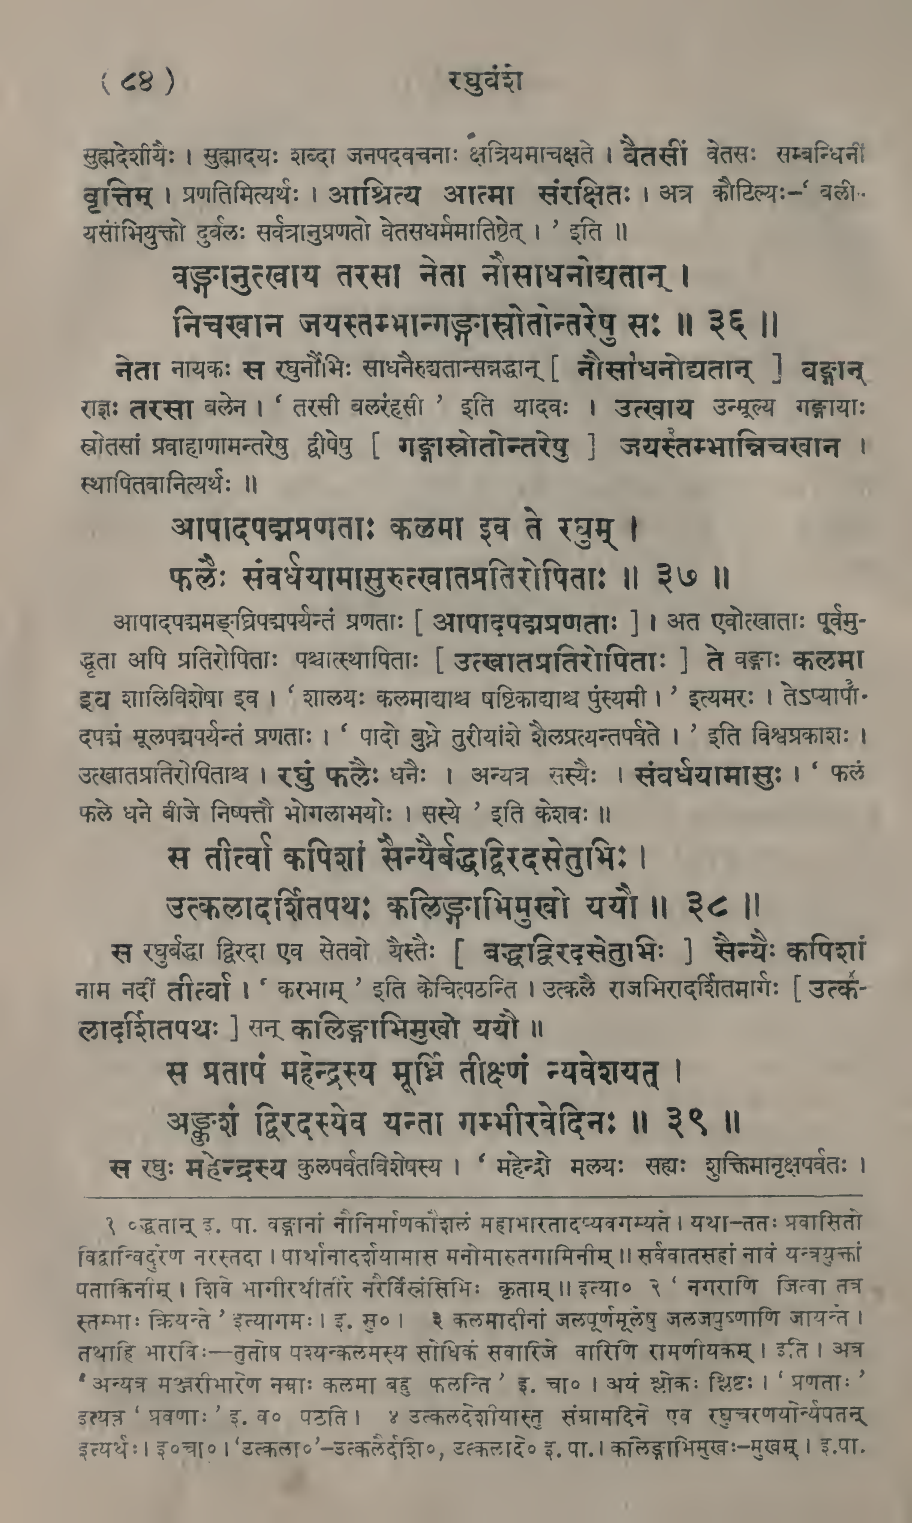 ( ८४ ) रघुवंशे
सुह्मदेशीयैः । सुह्मादयः शब्दा जनपदवचनाः क्षत्रियमाचक्षते । वैतसीं वेतसः सम्बन्धिनीं
वृत्तिम् । प्रणतिमित्यर्थः । आश्रित्य आत्मा संरक्षितः । अत्र कौटिल्यः-‘ बली-
यसाभियुक्तो दुर्बलः सर्वत्रानुप्रणतो वेतसधर्ममातिष्ठेत् । ’ इति ॥
वङ्गानुत्खाय तरसा नेता नौसाधनोद्यतान् ।
निचखान जयस्तम्भान्गङ्गास्रोतोन्तरेषु सः ॥ ३६ ॥
नेता नायकः स रघुर्नौभिः साधनैरुद्यतान्सन्नद्धान् [ नौसाधनोद्यतान् ] वङ्गान्
राज्ञः तरसा बलेन । ‘ तरसी बलरंहसी ’ इति यादवः । उत्खाय उन्मूल्य गङ्गायाः
स्रोतसां प्रवाहाणामन्तरेषु द्वीपेषु [ गङ्गास्रोतोन्तरेषु ] जयस्तम्भान्निचखान ।
स्थापितवानित्यर्थः ॥
आपादपद्मप्रणताः कळमा इव ते रघुम् ।
फलैः संवर्धयामासुरुत्खातप्रतिरोपिताः ॥ ३७ ॥
आपादपद्ममङ्घ्रिपद्मपर्यन्तं प्रणताः [ आपादपद्मप्रणताः ] । अत एवोत्खाताः पूर्वमु-
द्धृता अपि प्रतिरोपिताः पश्चात्स्थापिताः [ उत्खातप्रतिरोपिताः ] ते वङ्गाः कलमा
इव शालिविशेषा इव । ‘ शालयः कलमाद्याश्च षष्टिकाद्याश्च पुंस्यमी । ’ इत्यमरः । तेऽप्यापा-
दपद्मं मूलपद्मपर्यन्तं प्रणताः । ‘ पादो बुध्ने तुरीयांशे शैलप्रत्यन्तपर्वते । ’ इति विश्वप्रकाशः ।
उत्खातप्रतिरोपिताश्च । रघुं फलैः धनैः । अन्यत्र सस्यैः । संवर्धयामासुः । ‘ फलं
फले धने बीजे निष्पत्तौ भोगलाभयोः । सस्ये ’ इति केशवः ॥
स तीर्त्वा कपिशां सैन्यैर्बद्धद्विरदसेतुभिः ।
उत्कलादर्शितपथः कलिङ्गाभिमुखो ययौ ॥ ३८ ॥
स रघुर्बद्धा द्विरदा एव सेतवो यैस्तैः [ बद्धद्विरदसेतुभिः ] सैन्यैः कपिशां
नाम नदीं तीर्त्वा । ‘ करभाम् ’ इति केचित्पठन्ति । उत्कलै राजभिरादर्शितमार्गः [ उत्क-
लादर्शितपथः ] सन् कलिङ्गाभिमुखो ययौ ॥
स प्रतापं महेन्द्रस्य मूर्ध्नि तीक्ष्णं न्यवेशयत् ।
अङ्कुशं द्विरदस्येव यन्ता गम्भीरवेदिनः ॥ ३९ ॥
स रघुः महेन्द्रस्य कुलपर्वतविशेषस्य । ‘ महेन्द्रो मलयः सह्यः शुक्तिमानृक्षपर्वतः ।
१ ०द्धतान् इ. पा. वङ्गानां नौनिर्माणकौशलं महाभारतादप्यवगम्यते । यथा-ततः प्रवासितो
विद्वान्विदुरेण नरस्तदा । पार्थानादर्शयामास मनोमारुतगामिनीम् ॥ सर्ववातसहां नावं यन्त्रयुक्तां
पताकिनीम् । शिवे भागीरथीतीरे नरैर्विस्रंसिभिः कृताम् ॥ इत्या० २ ‘ नगराणि जित्वा तत्र
स्तम्भाः क्रियन्ते ’ इत्यागमः । इ. सु० । ३ कलमादीनां जलपूर्णमूलेषु जलजपुष्पाणि जायन्ते ।
तथाहि भारविः—तुतोष पश्यन्कलमस्य सोधिकं सवारिजे वारिणि रामणीयकम् । इति । अत्र
‘ अन्यत्र मञ्जरीभारेण नम्राः कलमा बहु फलन्ति ’ इ. चा० । अयं श्लोकः श्लिष्टः । ‘ प्रणताः ’
इत्यत्र ‘ प्रवणाः ’ इ. व० पठति । ४ उत्कलदेशीयास्तु संग्रामदिने एव रघुचरणयोर्न्यपतन्
इत्यर्थः । इ०चा० । ‘उत्कला०’-उत्कलैर्दशि०, उत्कलादे० इ. पा. । कलिङ्गाभिमुखः-मुखम् । इ.पा.